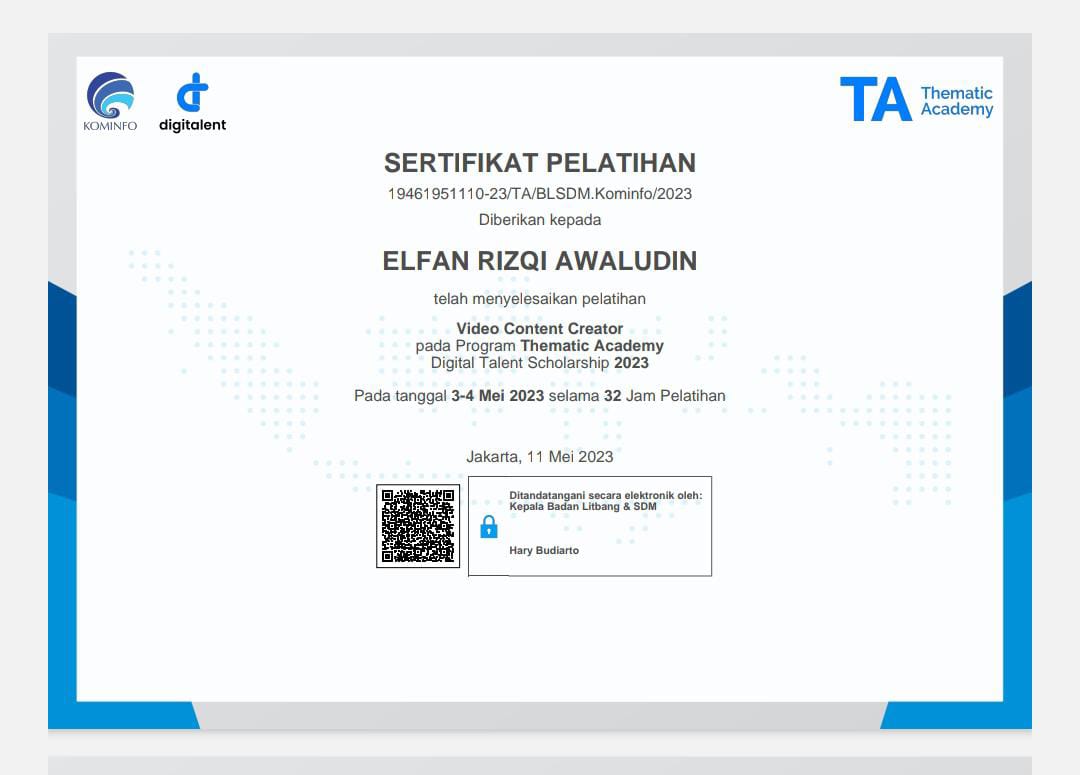 KOMINFO
digitalent
TA Thematic
Academy
SERTIFIKAT PELATIHAN
19461951110-23/TA/BLSDM.Kominfo/2023
Diberikan kepada
ELFAN RIZQI AWALUDIN
telah menyelesaikan pelatihan
Video Content Creator
pada Program Thematic Academy
Digital Talent Scholarship 2023
Pada tanggal 3-4 Mei 2023 selama 32 Jam Pelatihan
Jakarta, 11 Mei 2023
Ditandatangani secara elektronik oleh:
Kepala Badan Litbang & SDM
Hary Budiarto